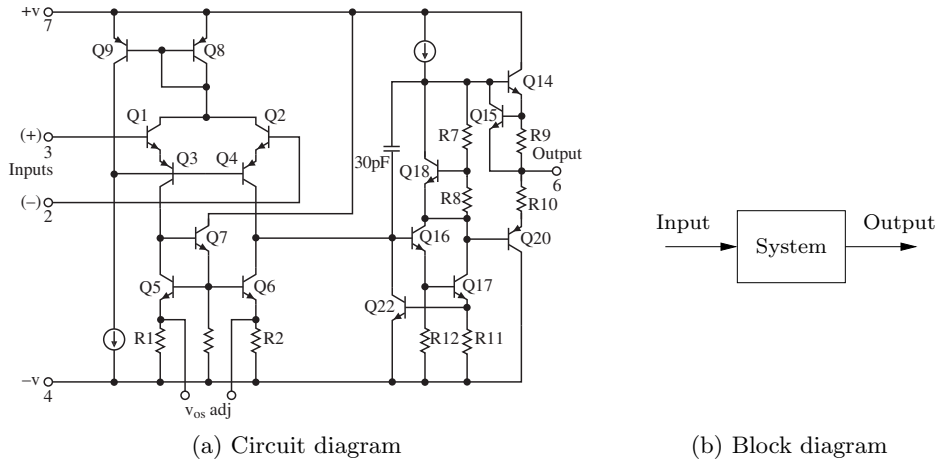 +v
7
Q9
Q8
Q14
Q1
Q2
Q15
(+)
3
R7
R9
Inputs
Q3
Q4
30pF
Q18
Output
6
(−)
2
R8
R10
Q7
Q16
Q20
Q5
Q6
Q17
Q22
R1
R2
R12
R11
−v
4
vos adj
(a) Circuit diagram
Input
Output
System
(b) Block diagram